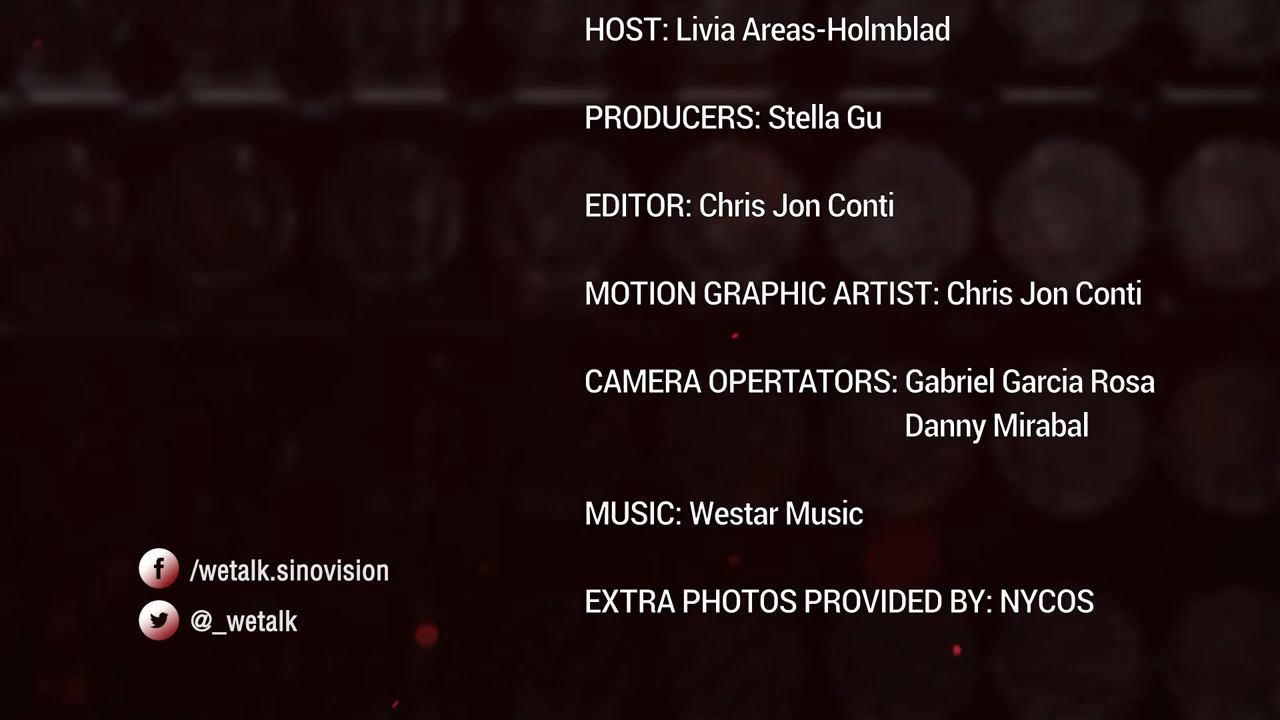 HOST: Livia Areas-Holmblad
PRODUCERS: Stella Gu
EDITOR: Chris Jon Conti
MOTION GRAPHIC ARTIST: Chris Jon Conti
CAMERA OPERTATORS: Gabriel Garcia Rosa
Danny Mirabal
MUSIC: Westar Music
EXTRA PHOTOS PROVIDED BY: NYCOS
/wetalk.sinovision
@_wetalk